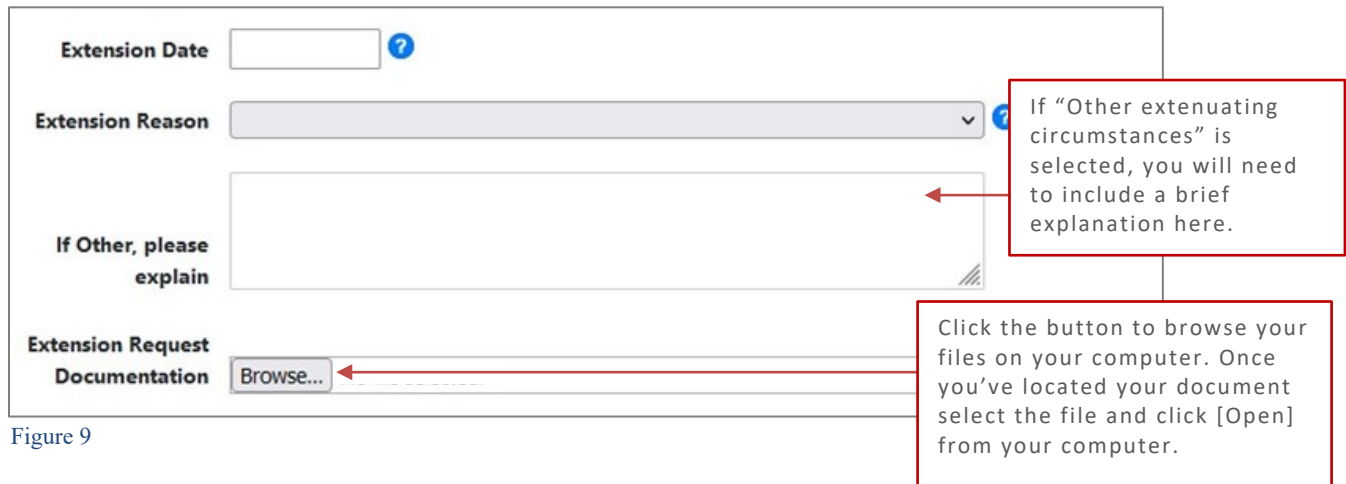 Extension Date
?
Extension Reason
?
If Other, please
explain
If “Other extenuating
circumstances” is
selected, you will need
to include a brief
explanation here.
Extension Request
Documentation
Browse...
Click the button to browse your
files on your computer. Once
you’ve located your document
select the file and click [Open]
from your computer.
Figure 9